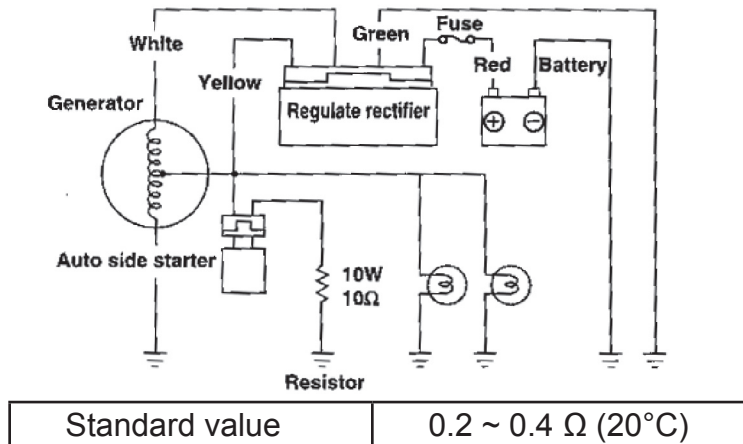 White
Green
Fuse
Yellow
Red
Battery
Generator
Regulate rectifier
+
−
Auto side starter
10W
10Ω
Resistor
Standard value
0.2 ~ 0.4 Ω (20°C)